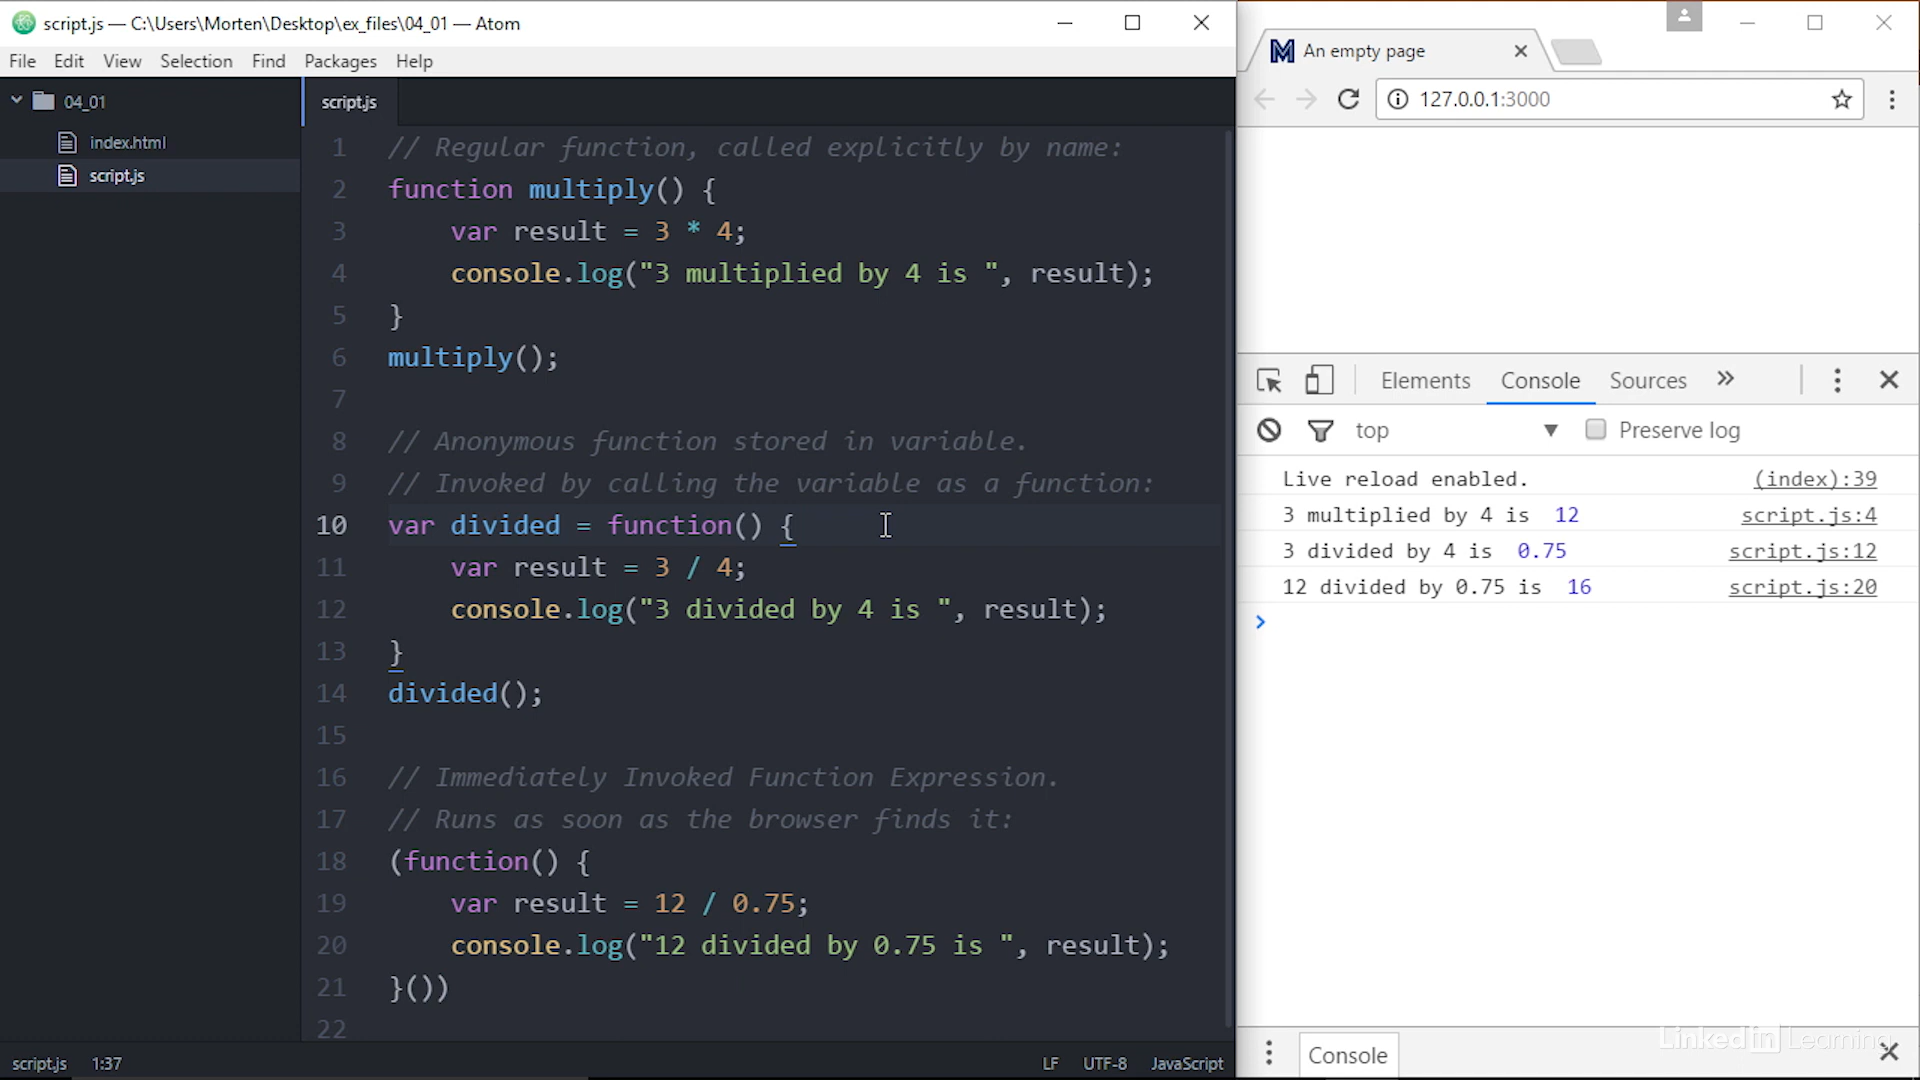 script.js — C:\Users\Morten\Desktop\ex_files\04_01 — Atom
File Edit View Selection Find Packages Help
04_01
index.html
script.js
script.js
1 // Regular function, called explicitly by name:
2 function multiply() {
3 var result = 3 * 4;
4 console.log("3 multiplied by 4 is ", result);
5 }
6 multiply();
7
8 // Anonymous function stored in variable.
9 // Invoked by calling the variable as a function:
10 var divided = function() {
11 var result = 3 / 4;
12 console.log("3 divided by 4 is ", result);
13 }
14 divided();
15
16 // Immediately Invoked Function Expression.
17 // Runs as soon as the browser finds it:
18 (function() {
19 var result = 12 / 0.75;
20 console.log("12 divided by 0.75 is ", result);
21 }())
22
script.js 1:37 LF UTF-8 JavaScript
An empty page
127.0.0.1:3000
Elements Console Sources
top Preserve log
Live reload enabled. (index):39
3 multiplied by 4 is 12 script.js:4
3 divided by 4 is 0.75 script.js:12
12 divided by 0.75 is 16 script.js:20
Console
Linked in Learning